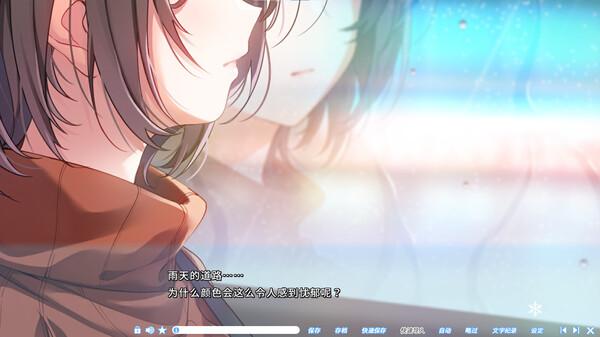 雨天的道路……
为什么颜色会这么令人感到忧郁呢？
保存 存档 快速保存 快速导入 自动 略过 文字纪录 设定